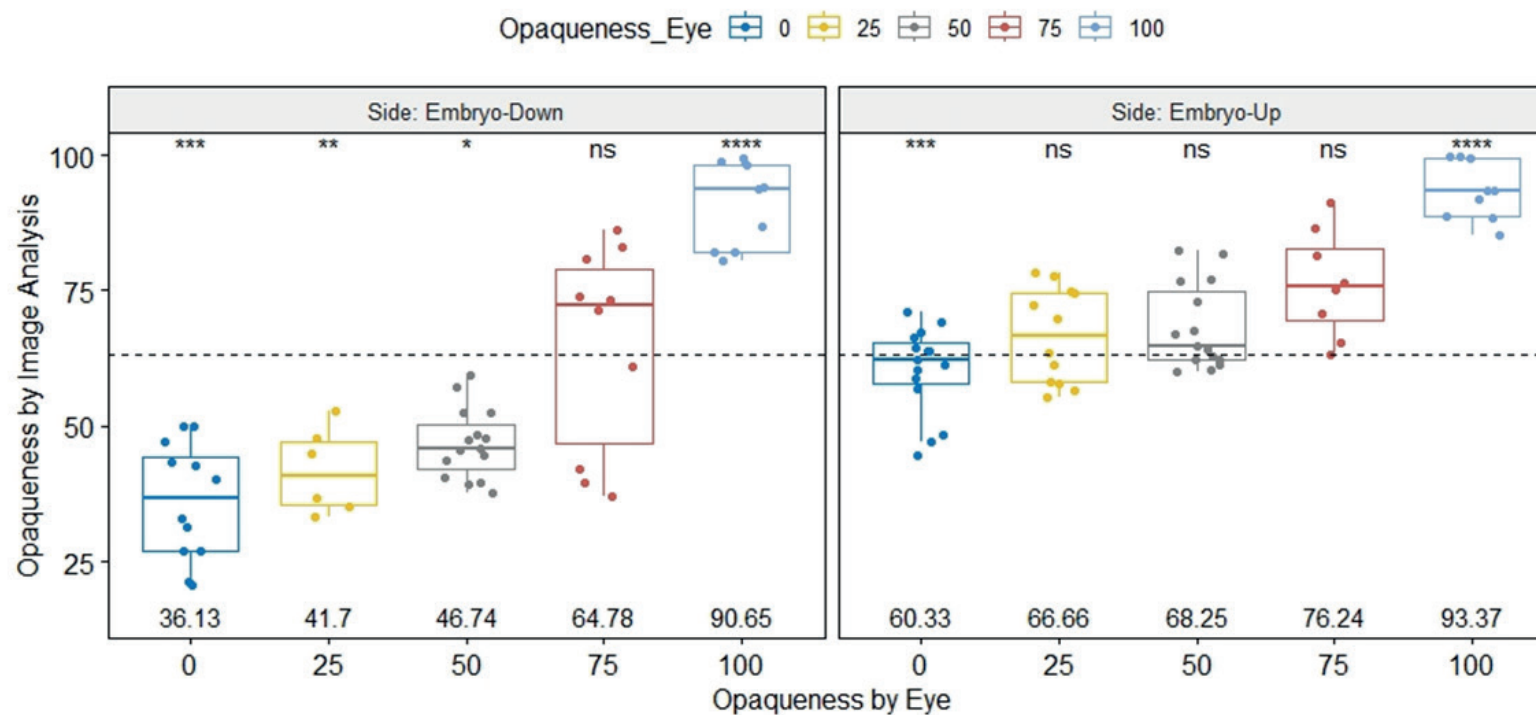 Opaqueness_Eye 0 25 50 75 100
Side: Embryo-Down
Side: Embryo-Up
*** ** * ns ****
*** ns ns ns ****
Opaqueness by Image Analysis
100
75
50
25
36.13 41.7 46.74 64.78 90.65
60.33 66.66 68.25 76.24 93.37
0 25 50 75 100
0 25 50 75 100
Opaqueness by Eye